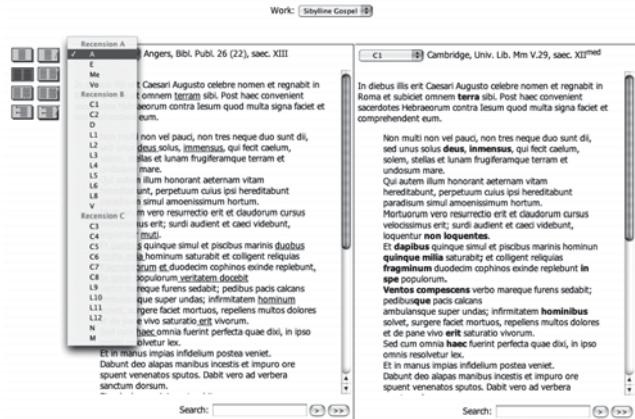 Work: Sibylline Gospel
Recension A
✓ A
E
Me
Vo
Recension B
C1
C2
D
L1
L2
L3
L4
L5
L6
L8
V
Recension C
C3
C4
C5
C6
C7
C8
L9
L10
L11
L12
N
M
Angers, Bibl. Publ. 26 (22), saec. XIII
Caesari Augusto celebre nomen et regnabit in
t omnem terram sibi. Post haec convenient
aeorum contra Iesum quod multa signa faciet et
eum.
non vel pauci, non tres neque duo sunt dii,
deus solus, immensus, qui fecit caelum,
stellas et lunam frugiferamque terram et
mare.
illum honorant aeternam vitam
unt, perpetuum cuius ipsi hereditabunt
simul amoenissimum hortum.
m vero resurrectio erit et claudorum cursus
us erit; surdi audient et caeci videbunt,
muti.
quinque simul et piscibus marinis duobus
hominum saturabit et colligent reliquias
orum et duodecim cophinos exinde replebunt,
populorum veritatem docebit
reque furens sedabit; pedibus pacis calcans
que super undas; infirmitatem hominum
faciet mortuos, repellens multos dolores
de pane vivo saturatio erit vivorum.
haec omnia fuerint perfecta quae dixi, in ipso
olvetur lex.
Et in manus impias infidelium postea veniet.
Dabunt deo alapas manibus incestis et impuro ore
spuent venenatos sputos. Dabit vero ad verbera
sanctum dorsum.
Search: > >>
C1 Cambridge, Univ. Lib. Mm V.29, saec. XIImed
In diebus illis erit Caesari Augusto celebre nomen et regnabit in
Roma et subiciet omnem terra sibi. Post haec convenient
sacerdotes Hebraeorum contra Iesum quod multa signa faciet et
comprehendent eum.
Non multi non vel pauci, non tres neque duo sunt dii,
sed unus solus deus, inmensus, qui fecit caelum,
solem, stellas et lunam frugiferamque terram et
undosum mare.
Qui autem illum honorant aeternam vitam
hereditabunt, perpetuum cuius ipsi hereditabunt
paradisum simul amoenissimum hortum.
Mortuorum vero resurrectio erit et claudorum cursus
velocissimus erit; surdi audient et caeci videbunt,
loquentur non loquentes.
Et dapibus quinque simul et piscibus marinis hominun
quinque milia saturabit; et colligent reliquias
fragminum duodecim cophinos exinde replebunt in
spe populorum.
Ventos compescens verbo mareque furens sedabit;
pedibusque pacis calcans
ambulansque super undas; infirmitatem hominibus
solvet, surgere faciet mortuos, repellens multos dolores
et de pane vivo erit saturatio vivorum.
Sed cum omnia haec fuerint perfecta quae dixi, in ipso
omnis resolvetur lex.
Et in manus impias infidelium postea veniet.
Dabunt deo alapas manibus incestis et impuro ore
spuent venenatos sputos. Dabit vero ad verbera
Search: > >>